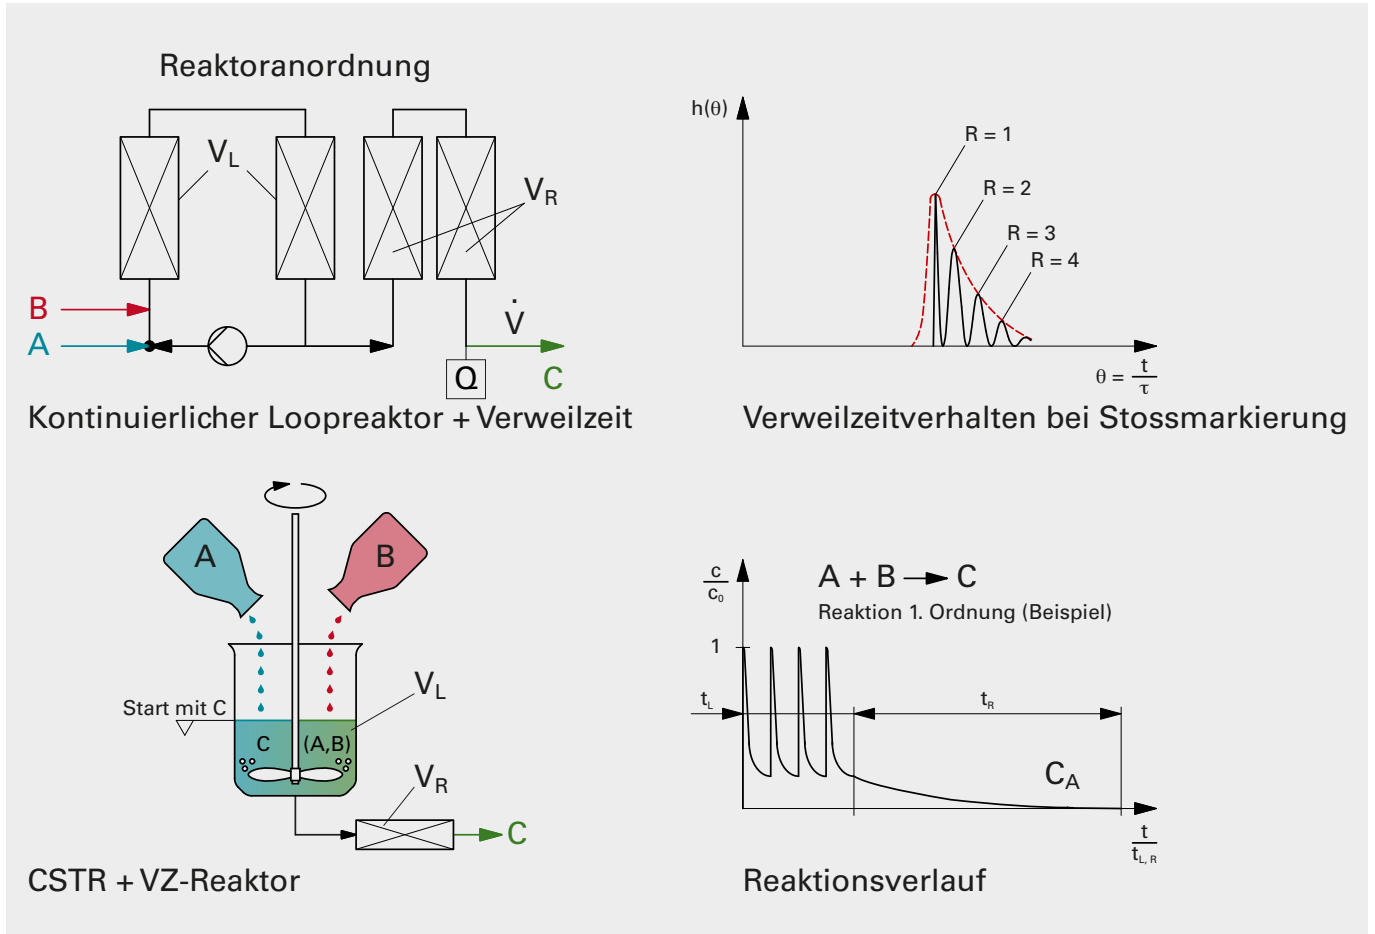 Reaktoranordnung
V_L
V_R
B
A
V̇
Q
C
Kontinuierlicher Loopreaktor + Verweilzeit
h(θ)
R = 1
R = 2
R = 3
R = 4
θ = t/τ
Verweilzeitverhalten bei Stossmarkierung
A
B
Start mit C
V_L
C
(A,B)
V_R
C
CSTR + VZ-Reaktor
c/c₀
A + B → C
Reaktion 1. Ordnung (Beispiel)
1
t_L
t_R
C_A
t/t_L, R
Reaktionsverlauf